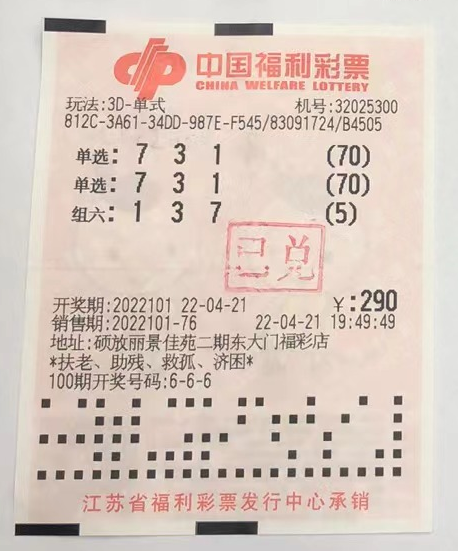 中国福利彩票
CHINA WELFARE LOTTERY
玩法:3D-单式 机号:32025300
812C-3A61-34DD-987E-F545/83091724/B4505
单选: 7 3 1 (70)
单选: 7 3 1 (70)
组六: 1 3 7 (5)
已兑
开奖期:2022101 22-04-21 ¥:290
销售期:2022101-76 22-04-21 19:49:49
地址:硕放丽景佳苑二期东大门福彩店
*扶老、助残、救孤、济困*
100期开奖号码:6-6-6
江苏省福利彩票发行中心承销